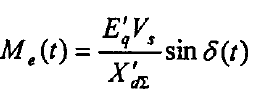 $M_e(t) = \frac{E'_q V_s}{X'_{d\Sigma}} \sin \delta(t)$